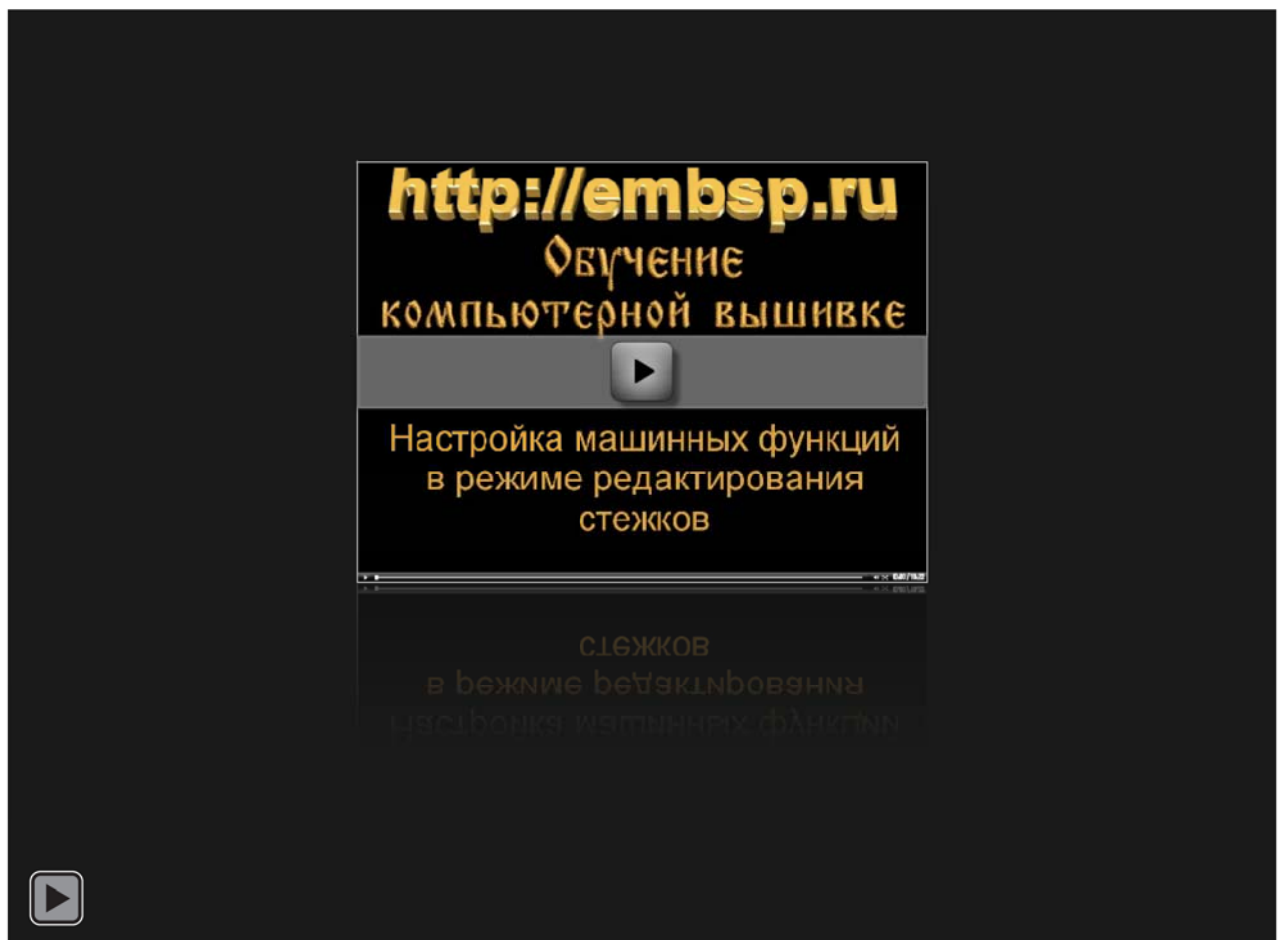 http://embsp.ru
Обучение
компьютерной вышивке
Настройка машинных функций
в режиме редактирования
стежков